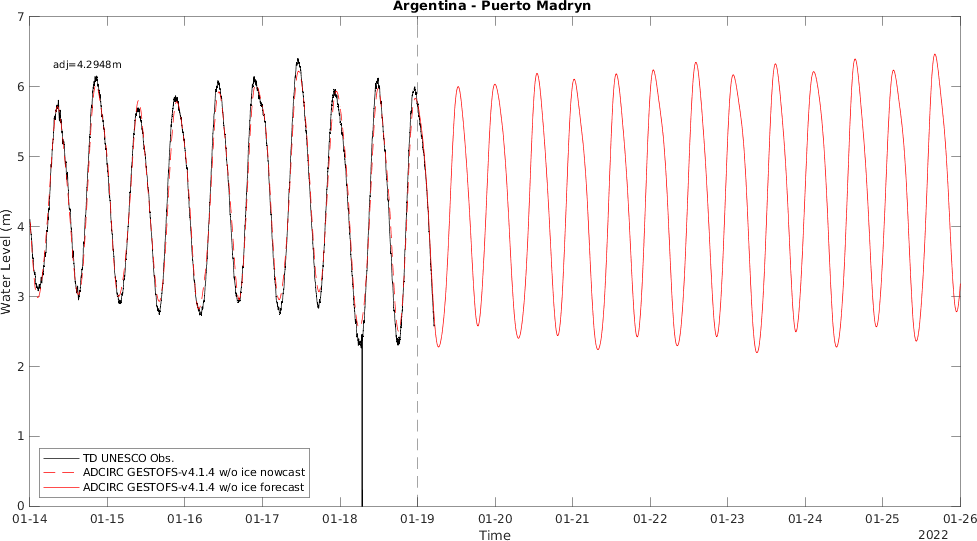 Argentina - Puerto Madryn
7
adj=4.2948m
6
5
4
Water Level (m)
3
2
1
TD UNESCO Obs.
ADCIRC GESTOFS-v4.1.4 w/o ice nowcast
ADCIRC GESTOFS-v4.1.4 w/o ice forecast
0
01-14 01-15 01-16 01-17 01-18 01-19 01-20 01-21 01-22 01-23 01-24 01-25 01-26
Time
2022